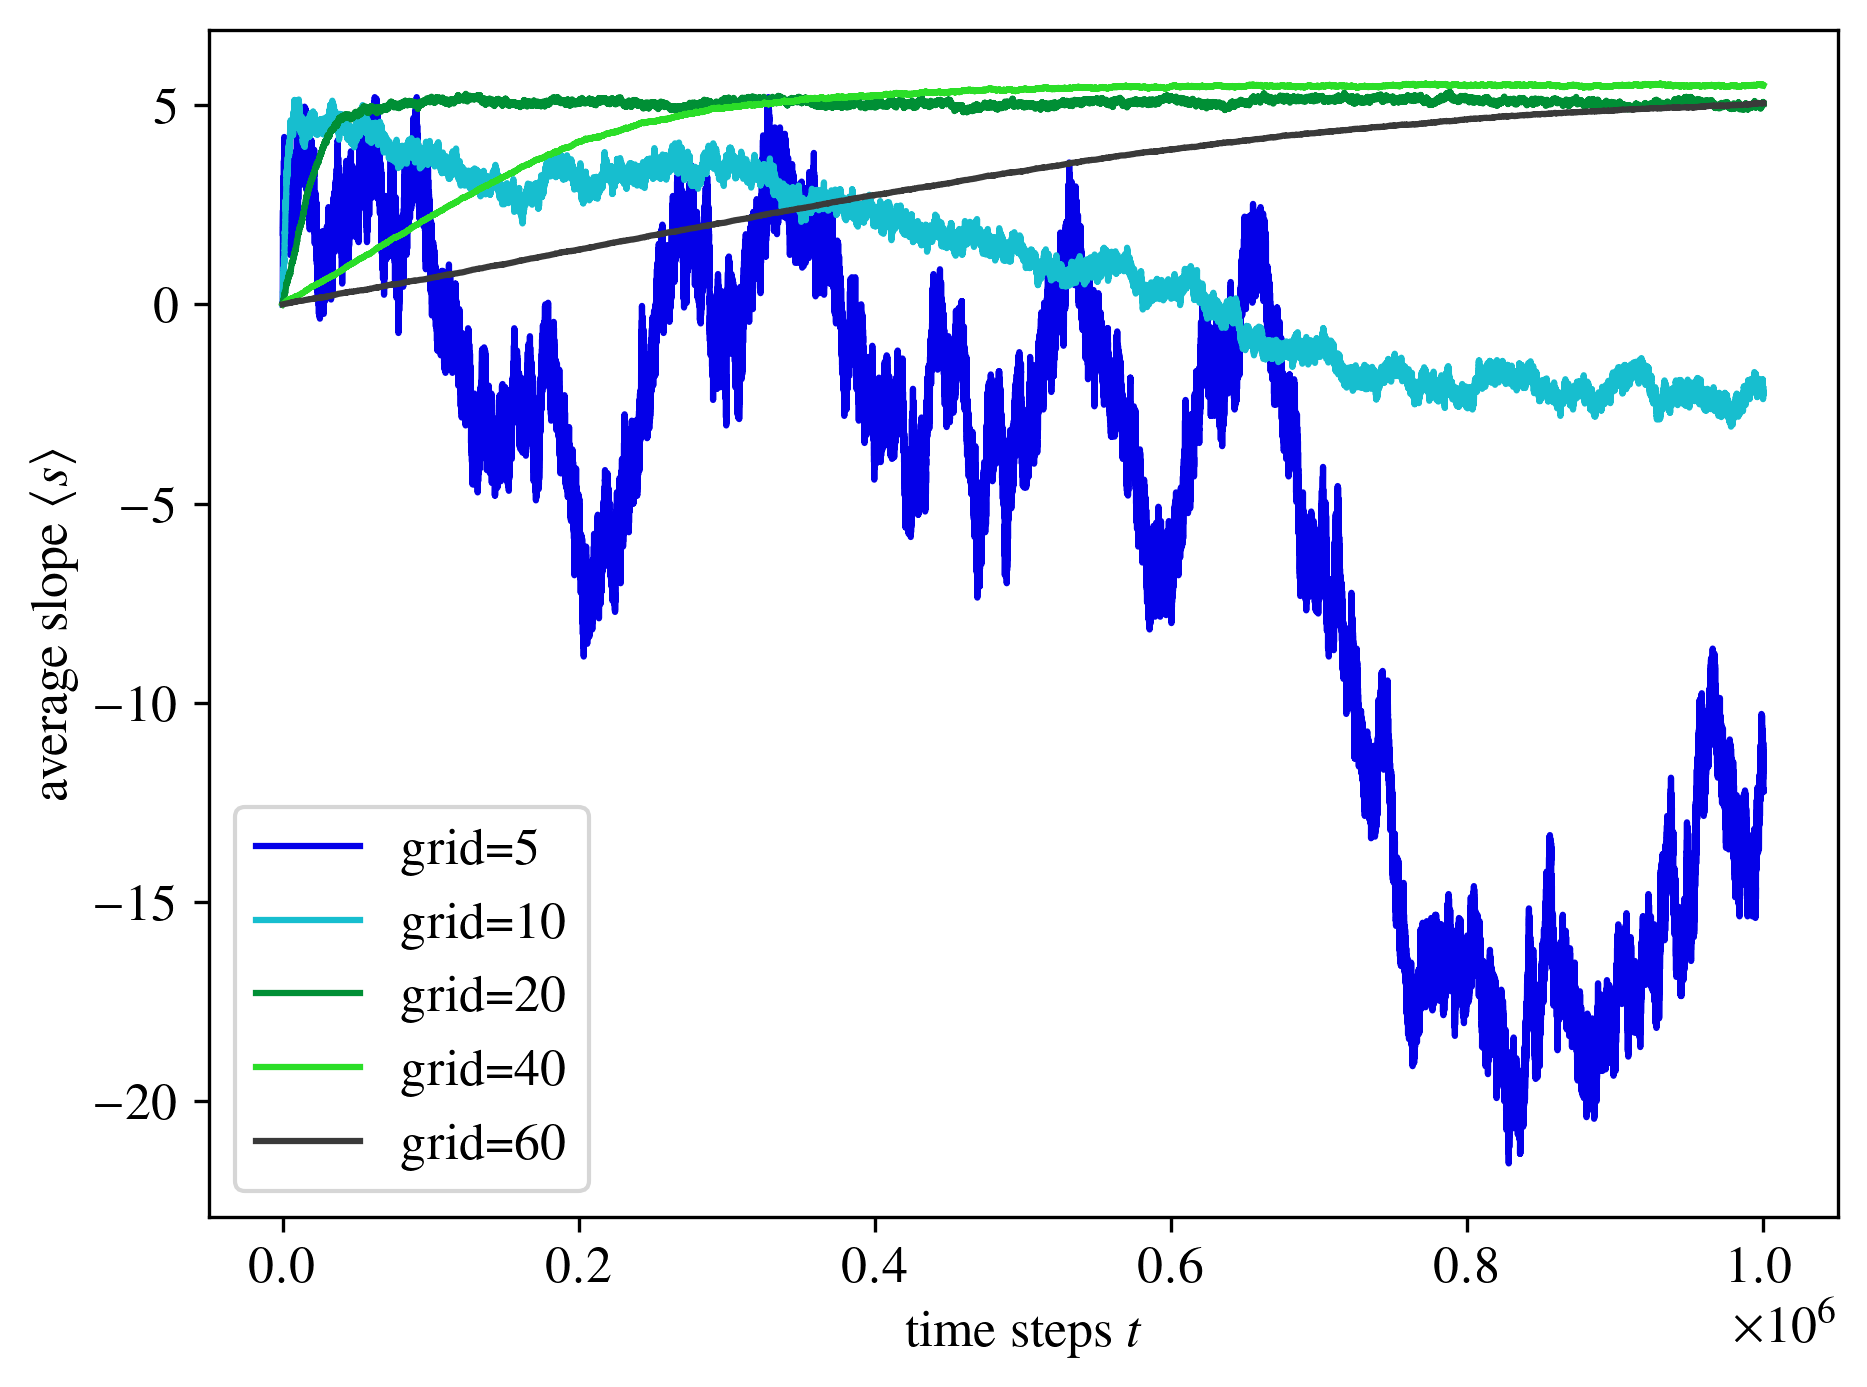 5
0
−5
−10
−15
−20
average slope ⟨s⟩
grid=5
grid=10
grid=20
grid=40
grid=60
0.0 0.2 0.4 0.6 0.8 1.0
×10⁶
time steps t